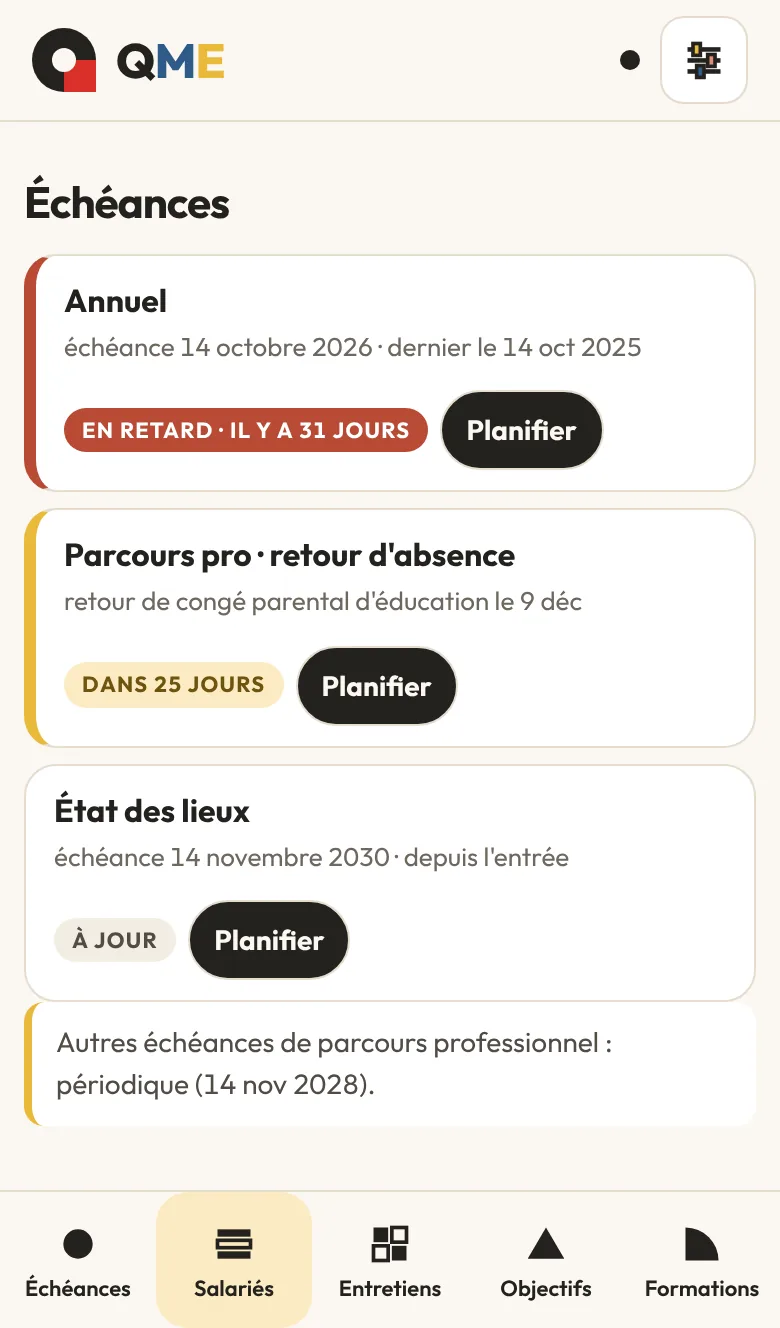 QME
Échéances
Annuel
échéance 14 octobre 2026 · dernier le 14 oct 2025
EN RETARD · IL Y A 31 JOURS
Planifier
Parcours pro · retour d'absence
retour de congé parental d'éducation le 9 déc
DANS 25 JOURS
Planifier
État des lieux
échéance 14 novembre 2030 · depuis l'entrée
À JOUR
Planifier
Autres échéances de parcours professionnel :
périodique (14 nov 2028).
Échéances
Salariés
Entretiens
Objectifs
Formations